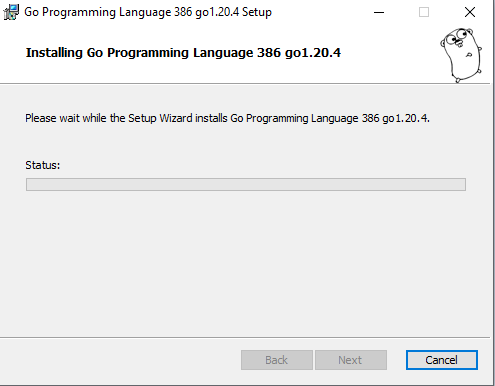 Go Programming Language 386 go1.20.4 Setup
Installing Go Programming Language 386 go1.20.4
Please wait while the Setup Wizard installs Go Programming Language 386 go1.20.4.
Status:
Back Next Cancel